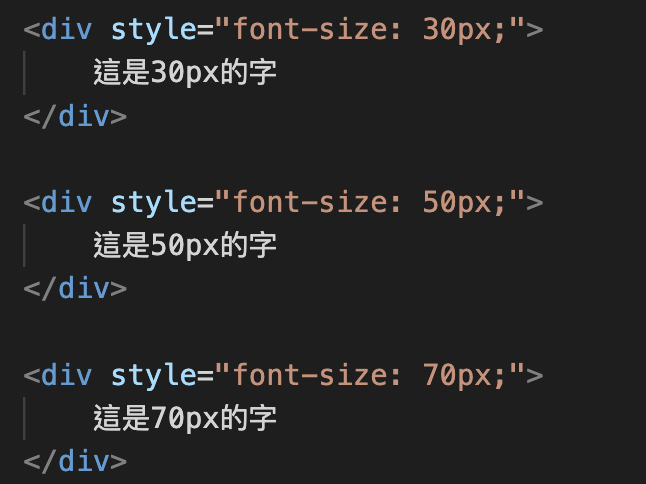 <div style="font-size: 30px;">
這是30px的字
</div>
<div style="font-size: 50px;">
這是50px的字
</div>
<div style="font-size: 70px;">
這是70px的字
</div>